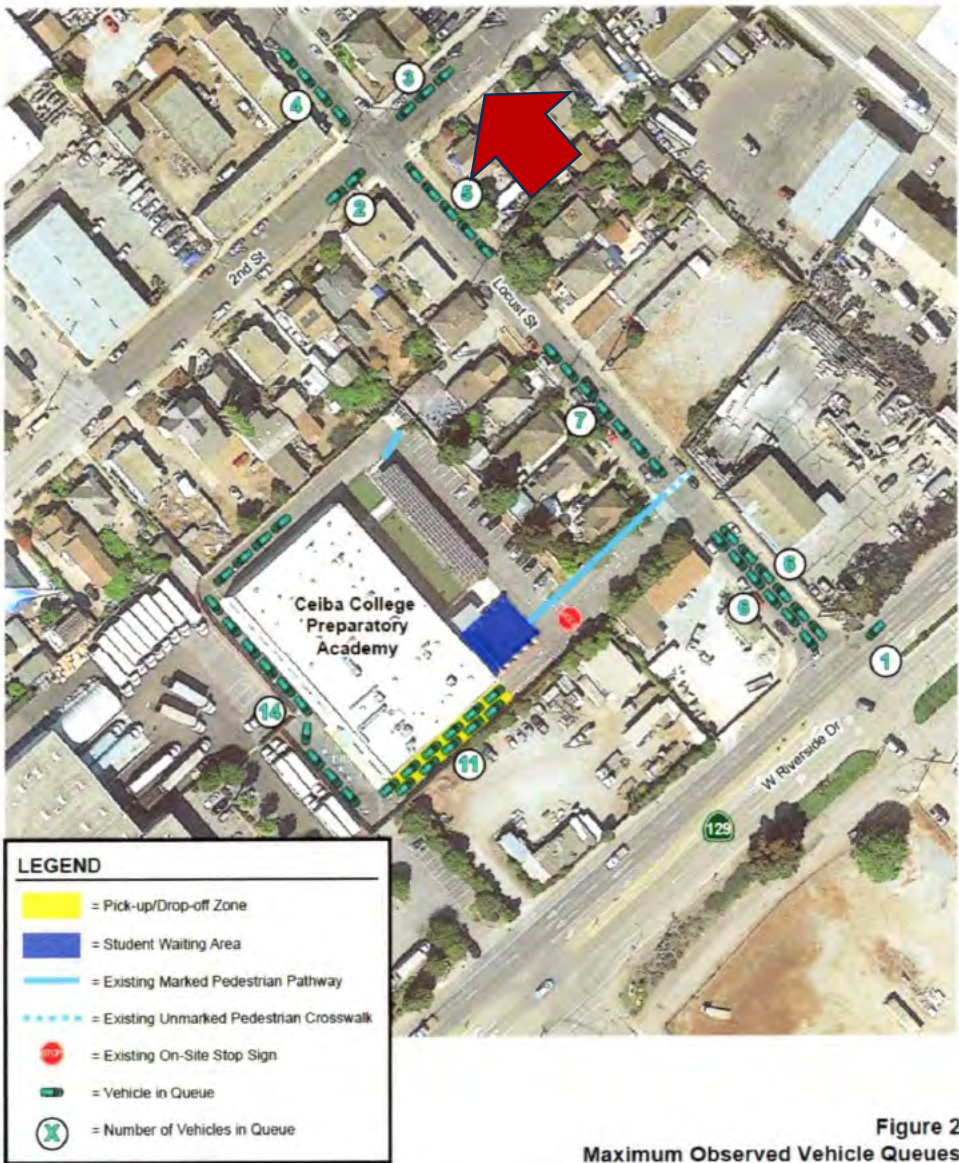 3
4
5
2
2nd St
Locust St
7
Ceiba College
Preparatory
Academy
STOP
6
6
1
14
11
W Riverside Dr
129
LEGEND
= Pick-up/Drop-off Zone
= Student Waiting Area
= Existing Marked Pedestrian Pathway
= Existing Unmarked Pedestrian Crosswalk
STOP
= Existing On-Site Stop Sign
= Vehicle in Queue
X
= Number of Vehicles in Queue
Figure 2
Maximum Observed Vehicle Queues